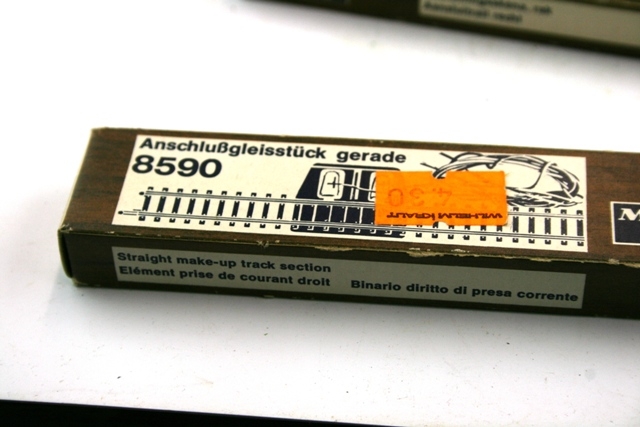 Anschlußgleisstück gerade
8590
4.50
WILHELM KRAUT
M
Straight make-up track section
Elément prise de courant droit
Binario diritto di presa corrente